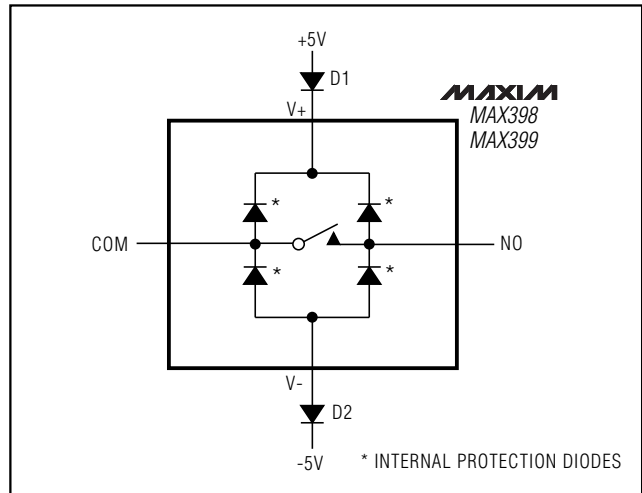 +5V
D1
MAXIM
V+
MAX398
MAX399
*
*
COM
NO
*
*
V-
D2
-5V
* INTERNAL PROTECTION DIODES